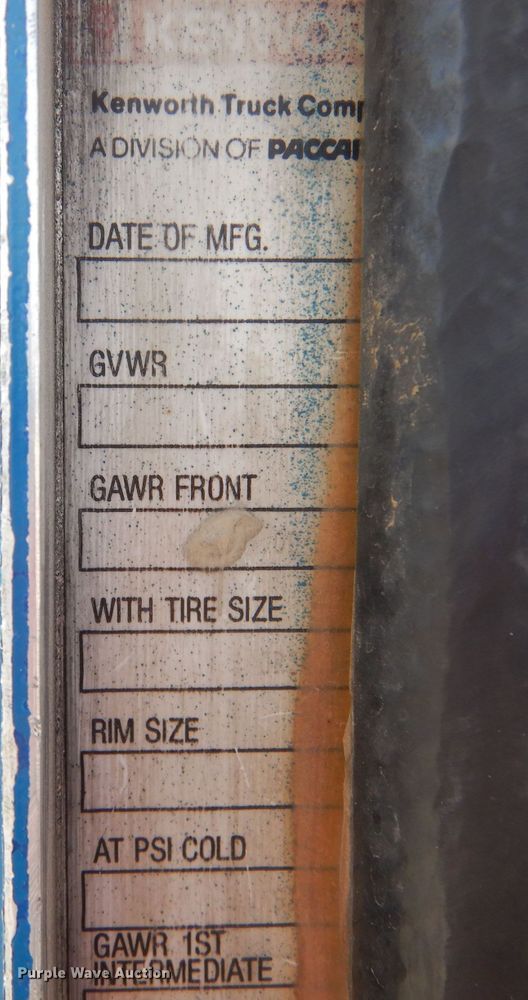 Kenworth Truck Comp
A DIVISION OF PACCAR
DATE OF MFG.
GVWR
GAWR FRONT
WITH TIRE SIZE
RIM SIZE
AT PSI COLD
GAWR 1ST
INTERMEDIATE
Purple Wave Auction